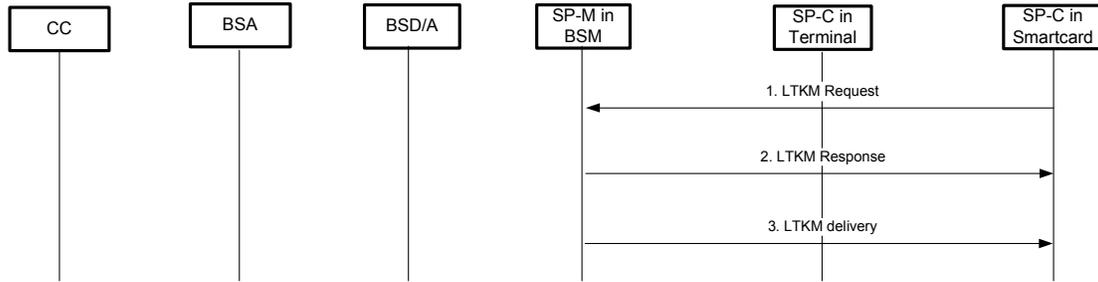 CC
BSA
BSD/A
SP-M in
BSM
SP-C in
Terminal
SP-C in
Smartcard
1. LTKM Request
2. LTKM Response
3. LTKM delivery